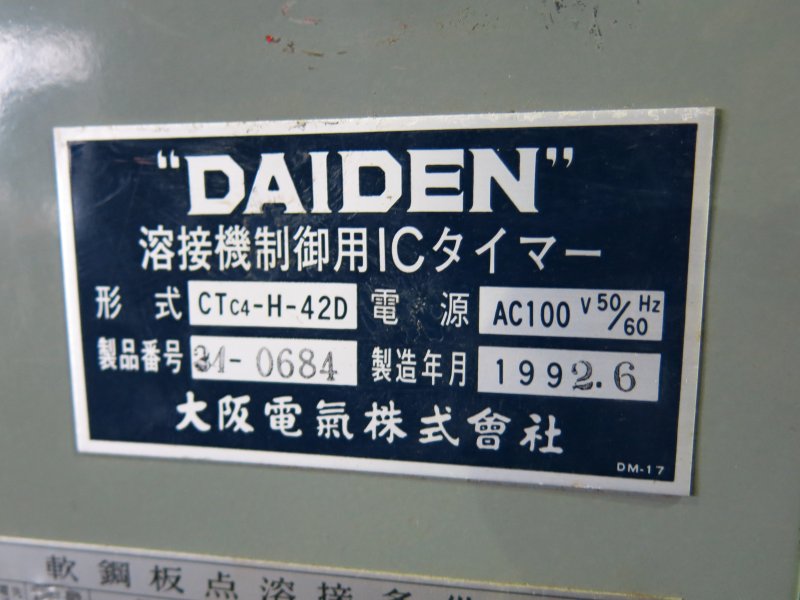 "DAIDEN"
溶接機制御用ICタイマー
形式 CTC4-H-42D 電源 AC100 V 50/60 Hz
製品番号 31-0684 製造年月 1992.6
大阪電氣株式會社
DM-17
軟鋼板点溶接条